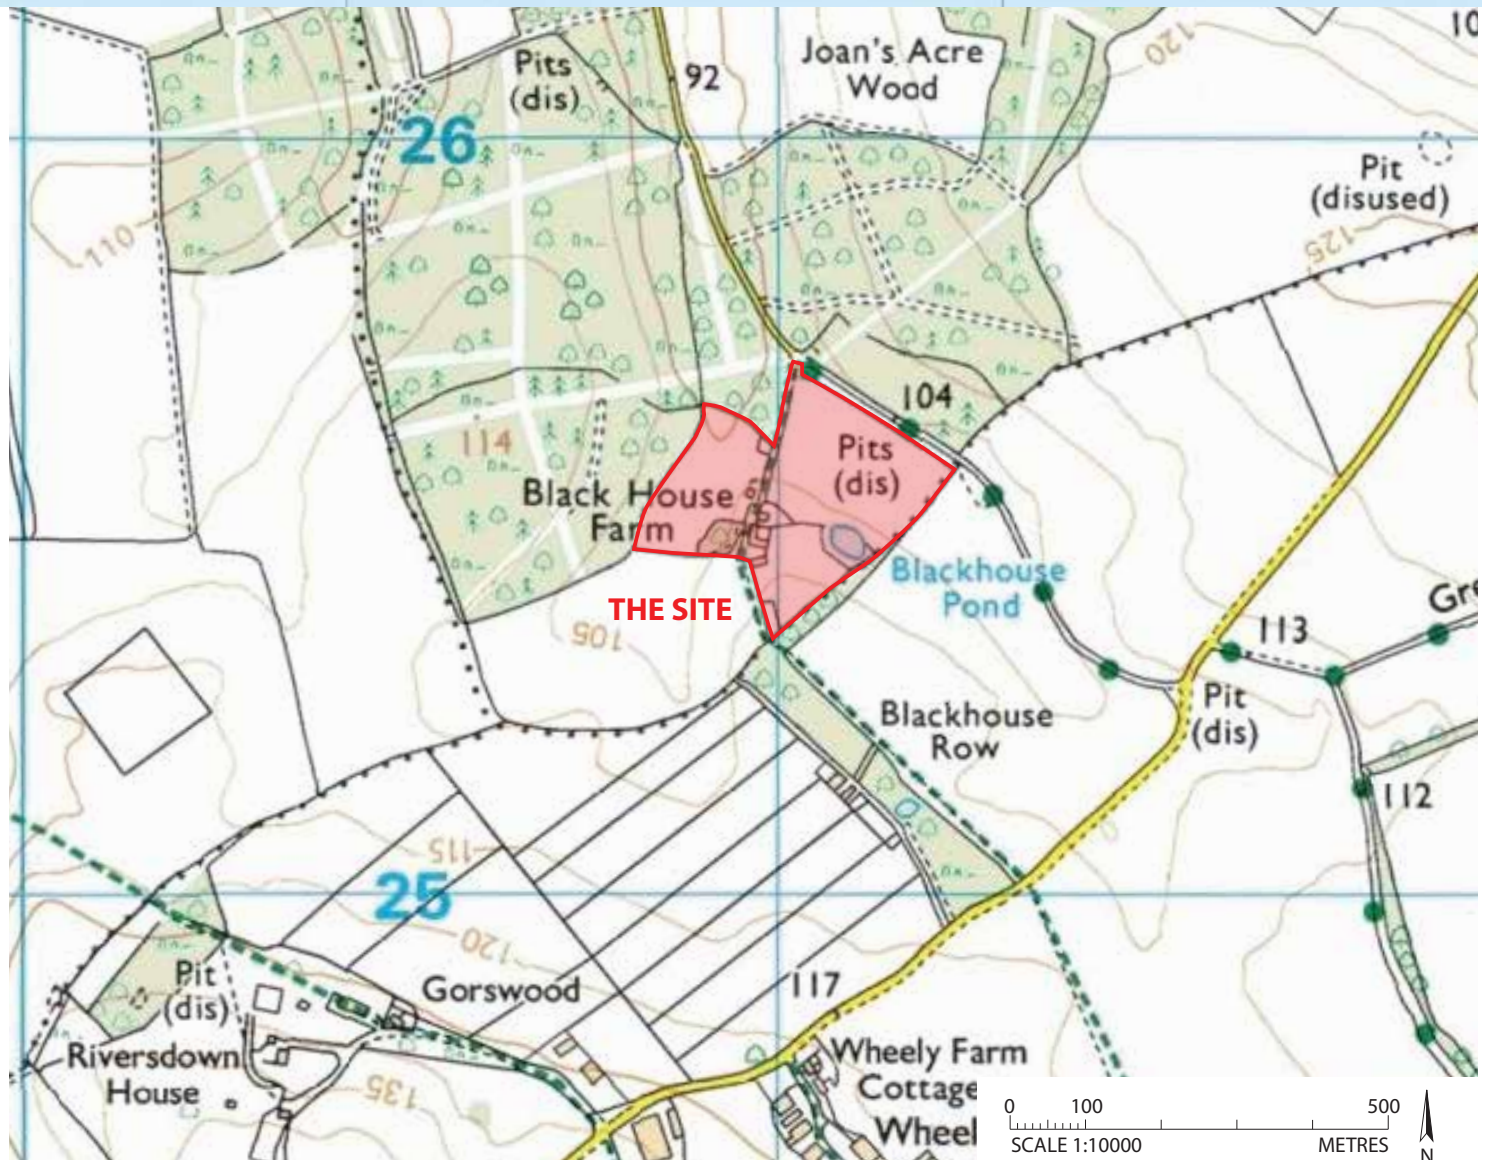 10
Joan's Acre
Wood
120
Pits
(dis)
92
26
Pit
(disused)
110
125
104
114
Pits
(dis)
Black House
Farm
Blackhouse
Pond
THE SITE
105
Gre
113
Pit
(dis)
Blackhouse
Row
112
115
25
120
117
Pit
(dis)
Gorswood
Riversdown
House
135
Wheely Farm
Cottage
Wheel
0 100 500
SCALE 1:10000 METRES
N